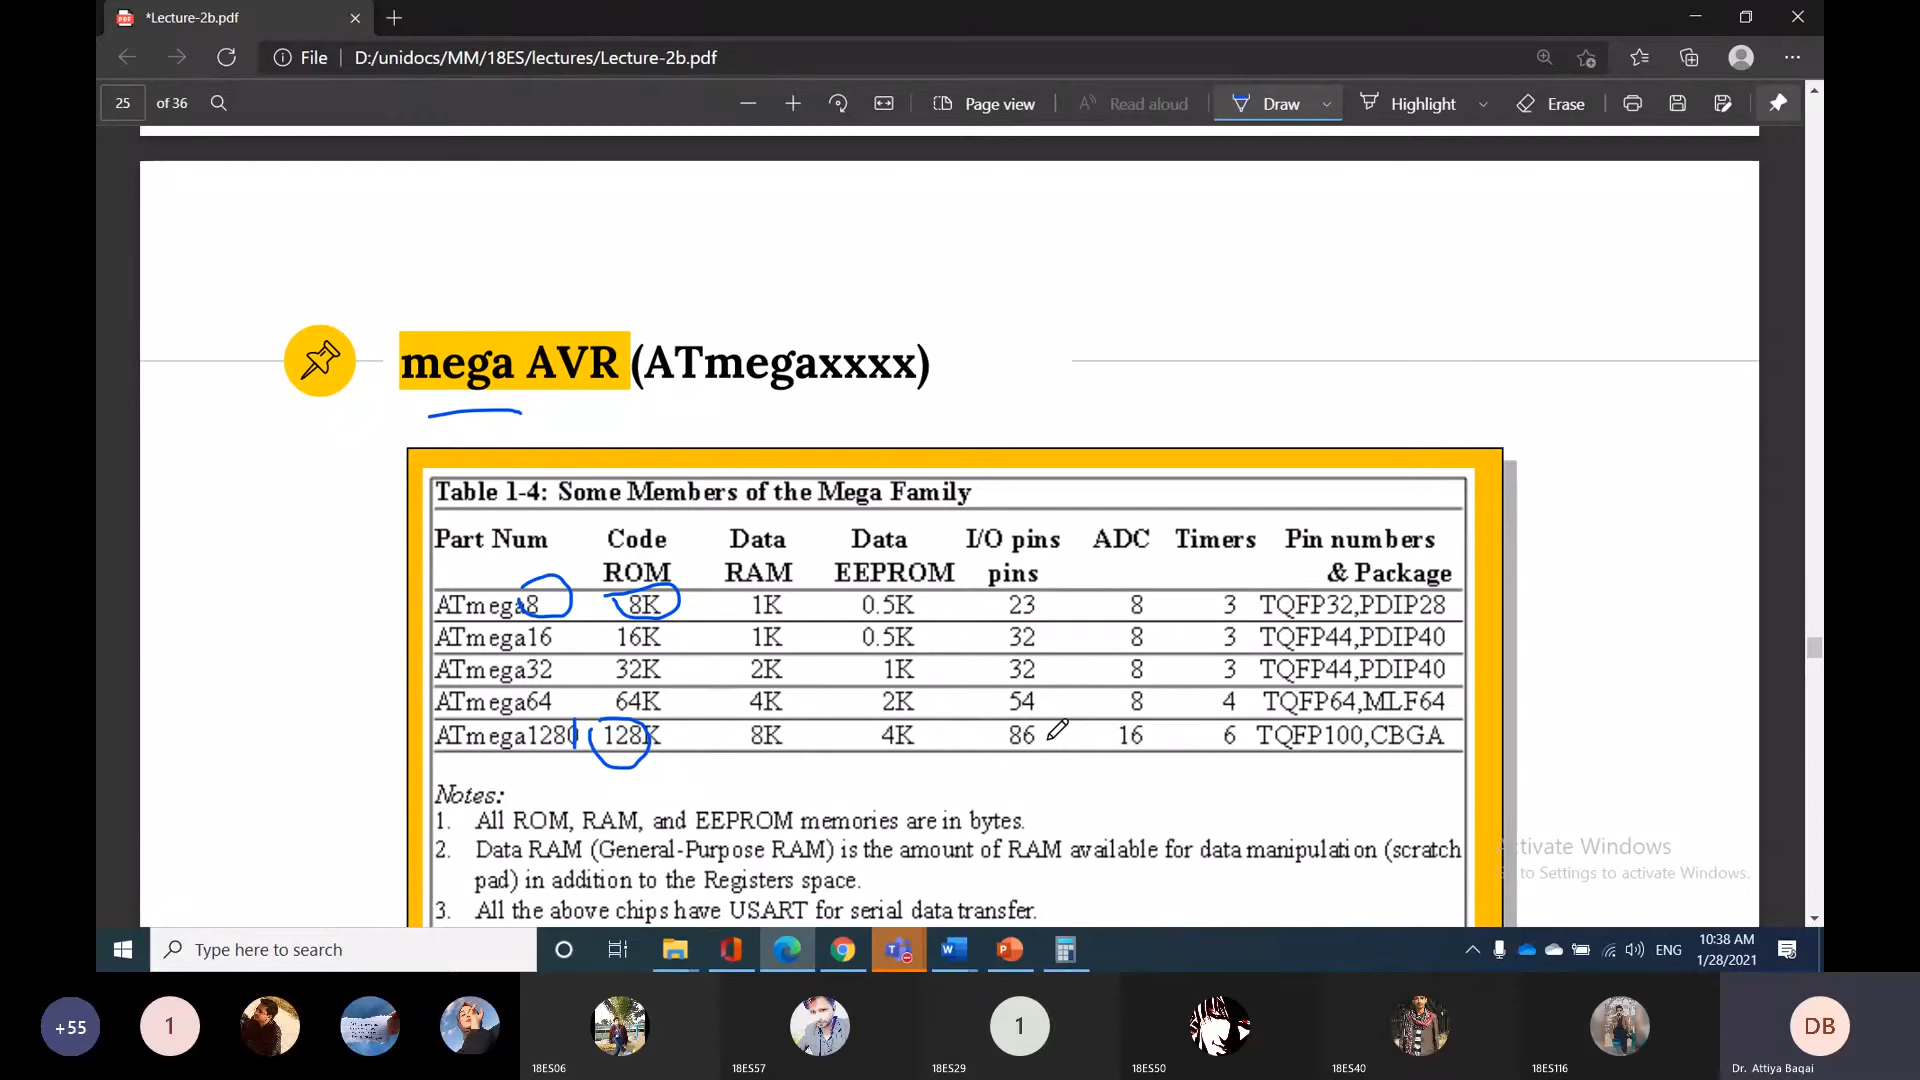 *Lecture-2b.pdf
File | D:/unidocs/MM/18ES/lectures/Lecture-2b.pdf
25 of 36 Page view Read aloud Draw Highlight Erase
mega AVR (ATmegaxxxx)
Table 1-4: Some Members of the Mega Family
Part Num Code ROM Data RAM Data EEPROM I/O pins pins ADC Timers Pin numbers & Package
ATmega8 8K 1K 0.5K 23 8 3 TQFP32,PDIP28
ATmega16 16K 1K 0.5K 32 8 3 TQFP44,PDIP40
ATmega32 32K 2K 1K 32 8 3 TQFP44,PDIP40
ATmega64 64K 4K 2K 54 8 4 TQFP64,MLF64
ATmega1280 128K 8K 4K 86 16 6 TQFP100,CBGA
Notes:
1. All ROM, RAM, and EEPROM memories are in bytes.
2. Data RAM (General-Purpose RAM) is the amount of RAM available for data manipulation (scratch
pad) in addition to the Registers space.
3. All the above chips have USART for serial data transfer.
Activate Windows
to Settings to activate Windows.
Type here to search
ENG
10:38 AM
1/28/2021
+55 1 1 DB
18ES06 18ES57 18ES29 18ES50 18ES40 18ES116 Dr. Attiya Baqai